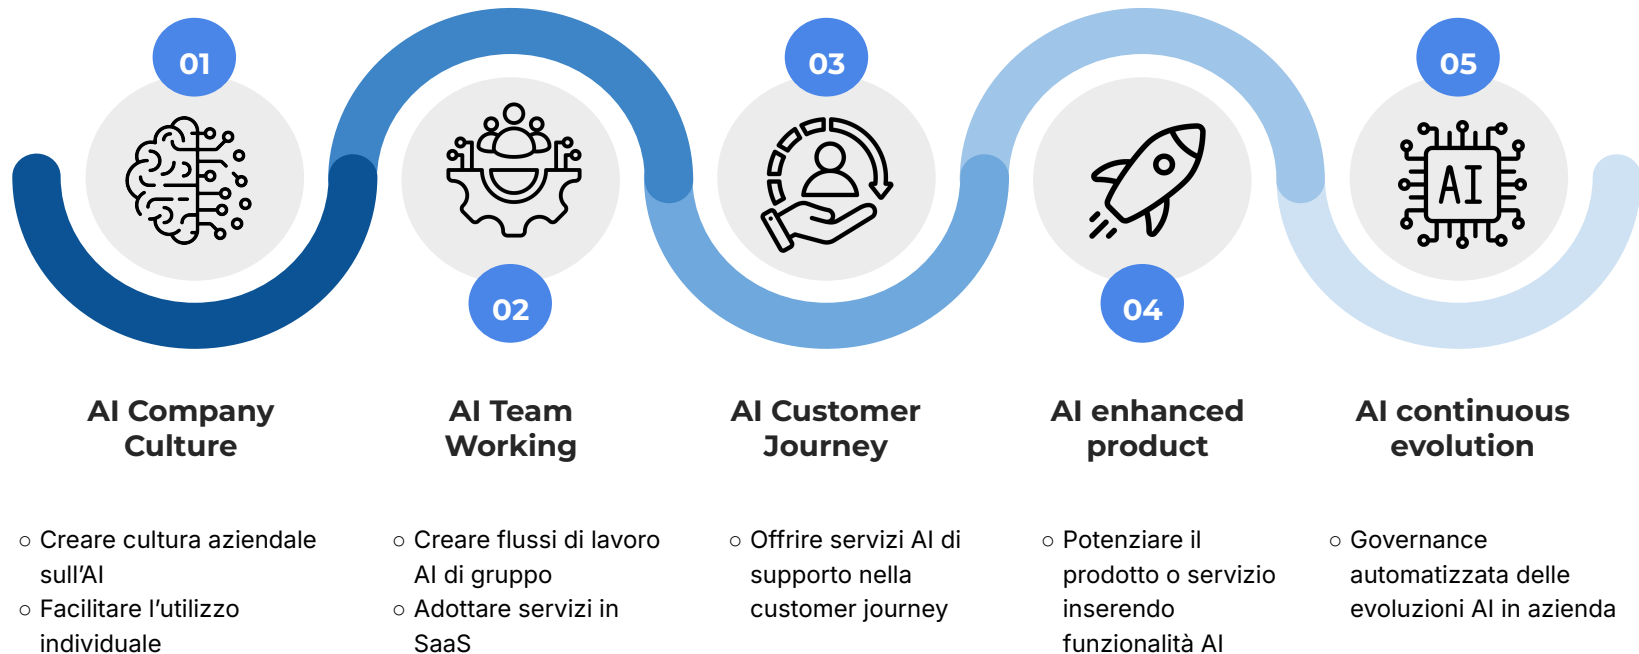 01
03
05
AI
02
04
AI Company
Culture
AI Team
Working
AI Customer
Journey
AI enhanced
product
AI continuous
evolution
○ Creare cultura aziendale
sull’AI
○ Facilitare l’utilizzo
individuale
○ Creare flussi di lavoro
AI di gruppo
○ Adottare servizi in
SaaS
○ Offrire servizi AI di
supporto nella
customer journey
○ Potenziare il
prodotto o servizio
inserendo
funzionalità AI
○ Governance
automatizzata delle
evoluzioni AI in azienda